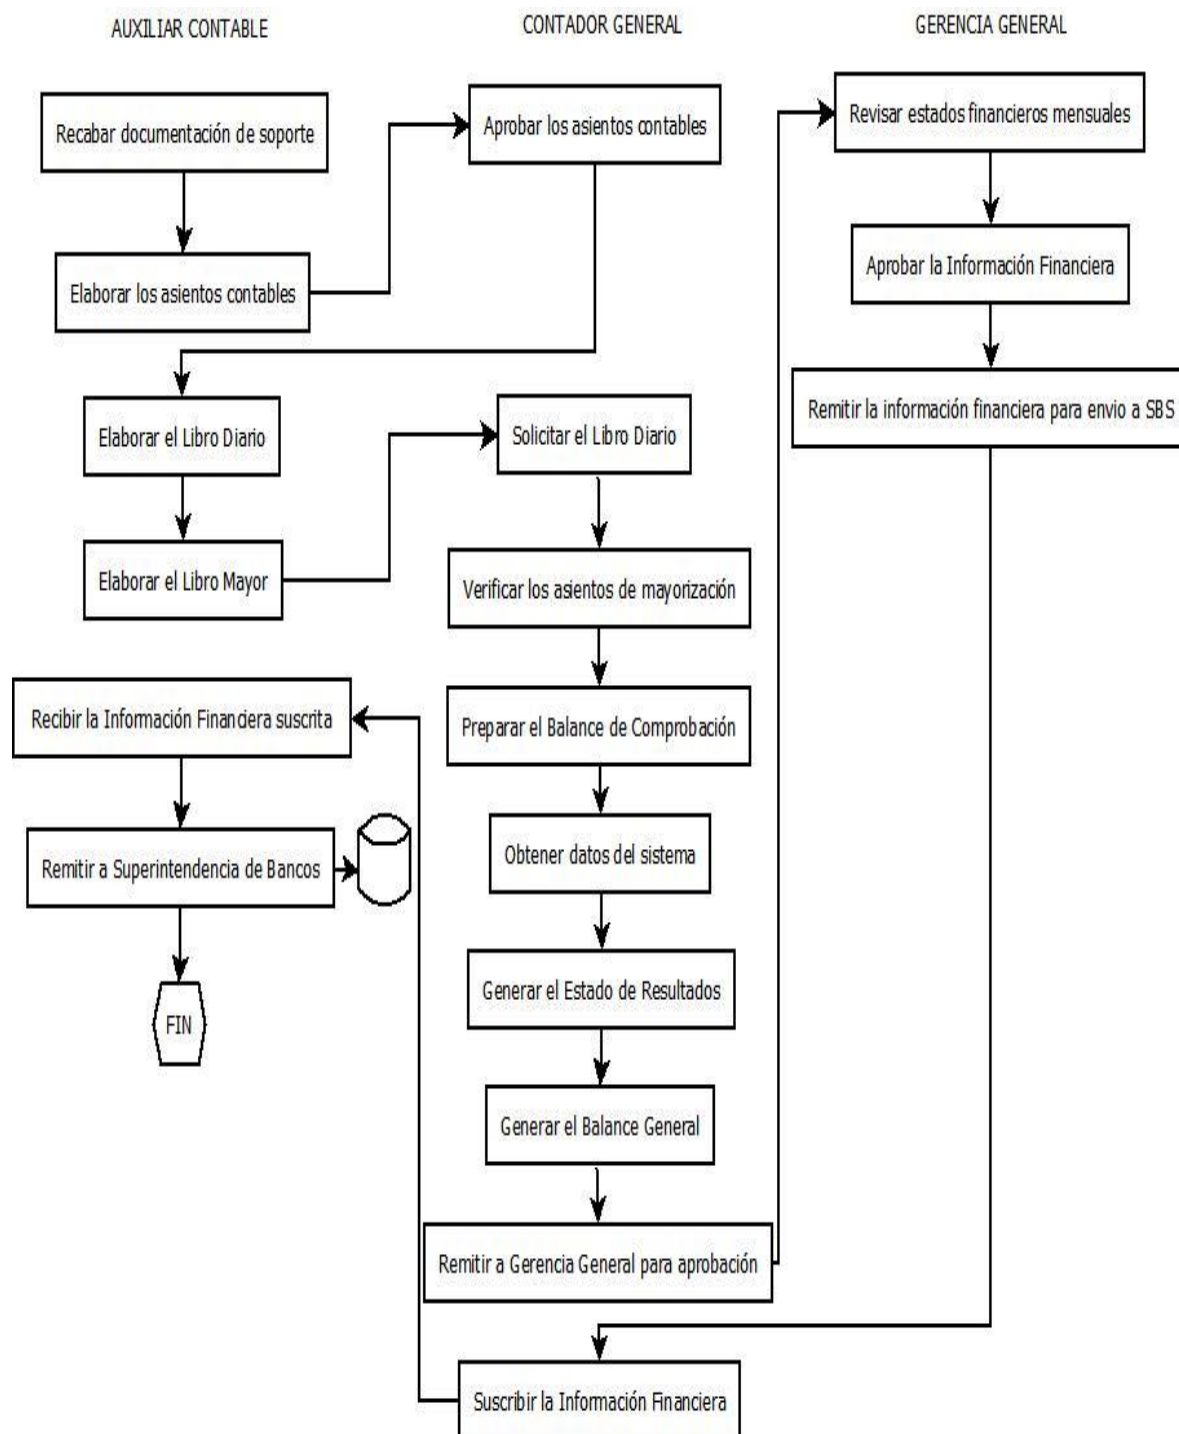 AUXILIAR CONTABLE
CONTADOR GENERAL
GERENCIA GENERAL
Recabar documentación de soporte
Aprobar los asientos contables
Revisar estados financieros mensuales
Elaborar los asientos contables
Aprobar la Información Financiera
Elaborar el Libro Diario
Solicitar el Libro Diario
Remitir la información financiera para envio a SBS
Elaborar el Libro Mayor
Verificar los asientos de mayorización
Recibir la Información Financiera suscrita
Preparar el Balance de Comprobación
Remitir a Superintendencia de Bancos
Obtener datos del sistema
Generar el Estado de Resultados
FIN
Generar el Balance General
Remitir a Gerencia General para aprobación
Suscribir la Información Financiera